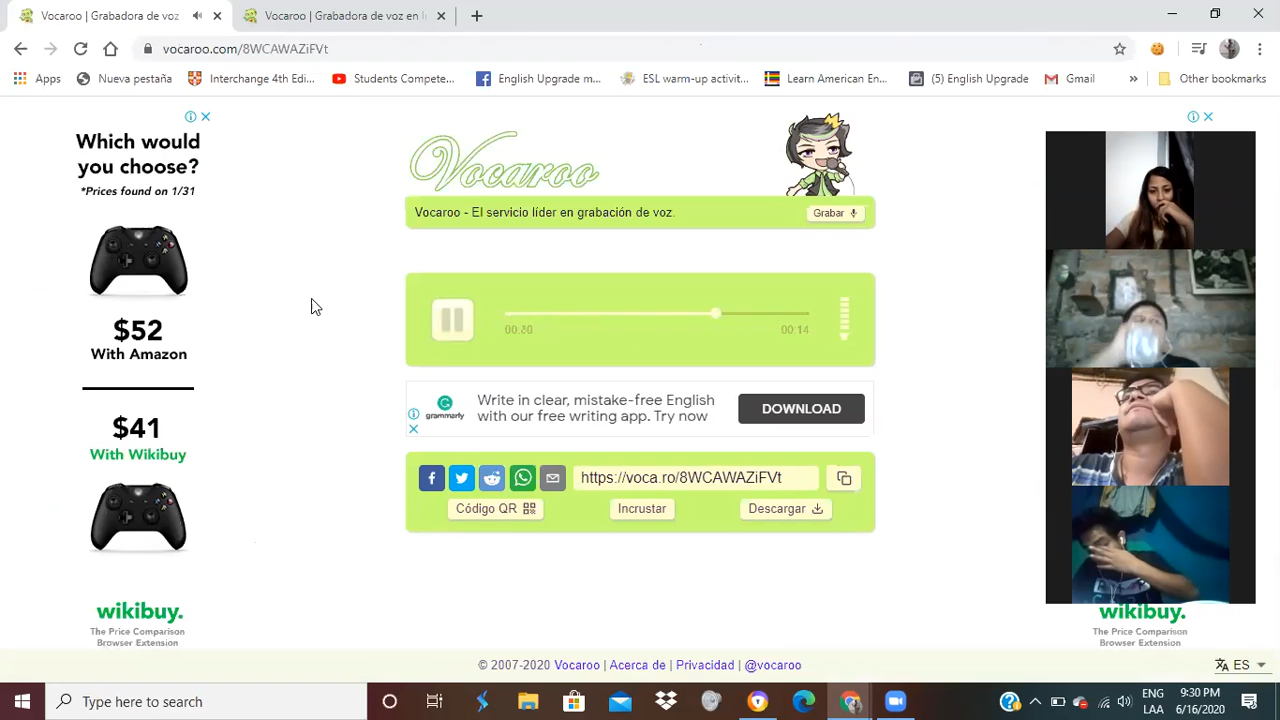 Vocaroo | Grabadora de voz
Vocaroo | Grabadora de voz en l
vocaroo.com/8WCAWAZiFVt
Apps
Nueva pestaña
Interchange 4th Edi...
Students Compete...
English Upgrade m...
ESL warm-up activit...
Learn American En...
(5) English Upgrade
Gmail
»
Other bookmarks
Which would
you choose?
*Prices found on 1/31
$52
With Amazon
$41
With Wikibuy
wikibuy.
The Price Comparison
Browser Extension
Vocaroo
Vocaroo - El servicio líder en grabación de voz.
Grabar
00:14
grammarly
Write in clear, mistake-free English
with our free writing app. Try now
DOWNLOAD
https://voca.ro/8WCAWAZiFVt
Código QR
Incrustar
Descargar
wikibuy.
The Price Comparison
Browser Extension
© 2007-2020 Vocaroo | Acerca de | Privacidad | @vocaroo
ES
Type here to search
ENG
LAA
9:30 PM
6/16/2020